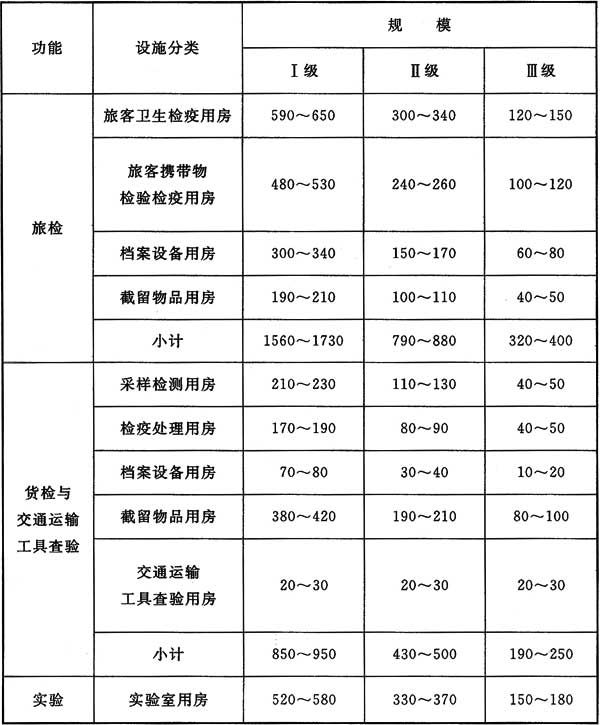 功能 设施分类 规 模
Ⅰ级 Ⅱ级 Ⅲ级
旅检
旅客卫生检疫用房 590～650 300～340 120～150
旅客携带物
检验检疫用房 480～530 240～260 100～120
档案设备用房 300～340 150～170 60～80
截留物品用房 190～210 100～110 40～50
小计 1560～1730 790～880 320～400
货检与
交通运输
工具查验
采样检测用房 210～230 110～130 40～50
检疫处理用房 170～190 80～90 40～50
档案设备用房 70～80 30～40 10～20
截留物品用房 380～420 190～210 80～100
交通运输
工具查验用房 20～30 20～30 20～30
小计 850～950 430～500 190～250
实验 实验室用房 520～580 330～370 150～180